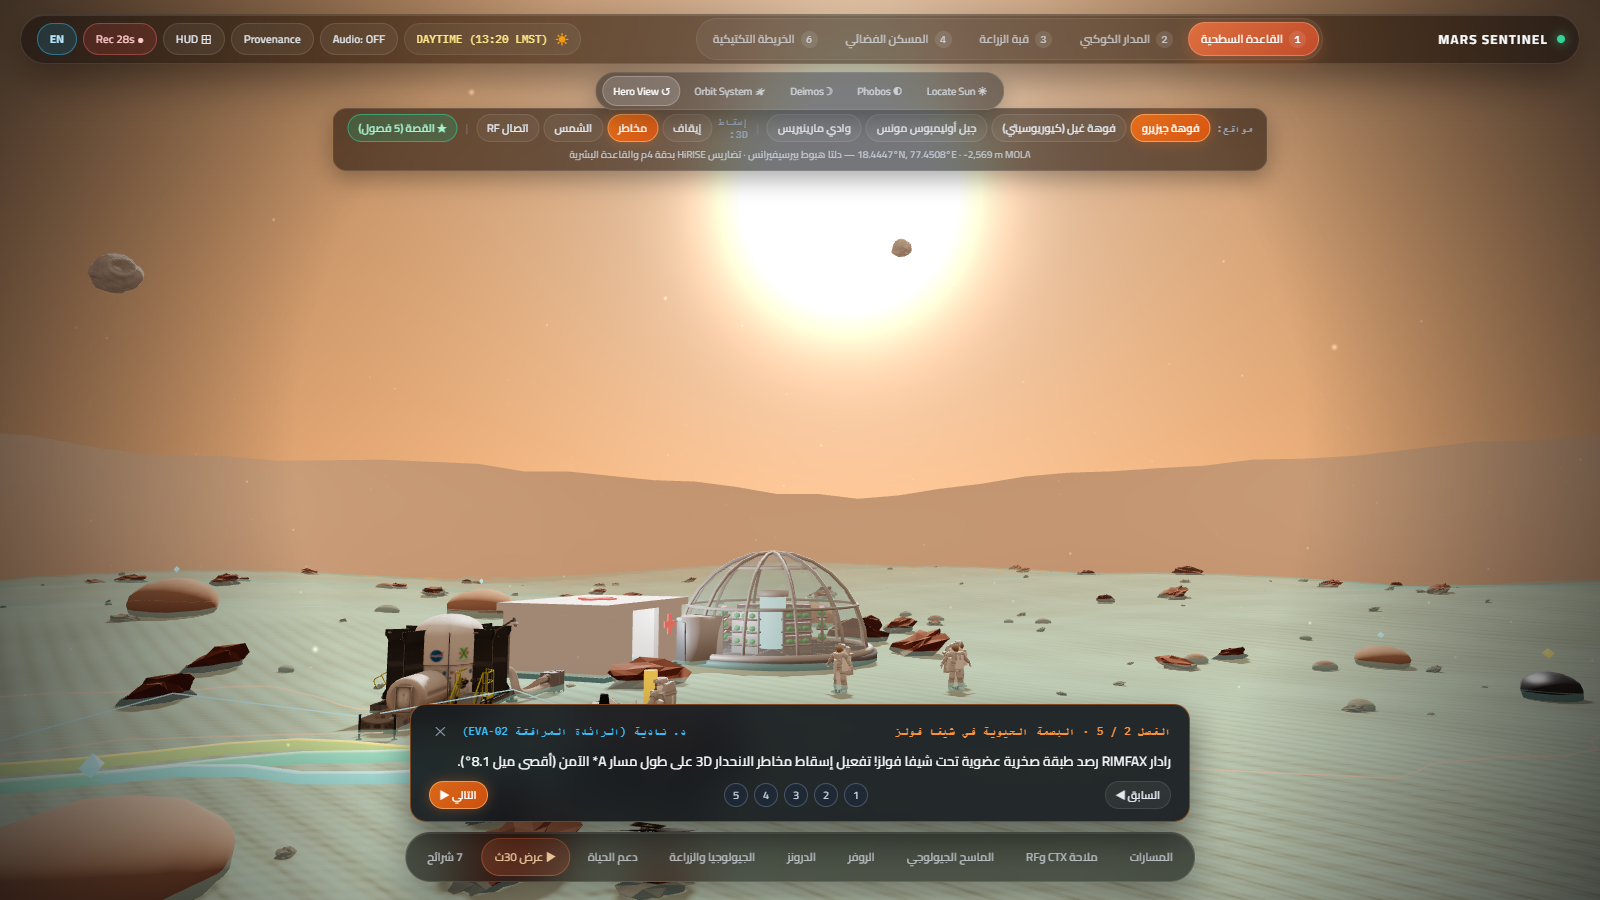 MARS SENTINEL
1 القاعدة السطحية
2 المدار الكوكبي
3 قبة الزراعة
4 المسكن الفضائي
6 الخريطة التكتيكية
DAYTIME (13:20 LMST) ☀
Audio: OFF
Provenance
HUD ⊞
Rec 28s ●
EN
Hero View ↺
Orbit System
Deimos ☽
Phobos ◐
Locate Sun ☀
مواقع:
فوهة جيزيرو
فوهة غيل (كيوريوسيتي)
جبل أوليمبوس مونس
وادي مارينيريس
إسقاط 3D:
إيقاف
مخاطر
الشمس
اتصال RF
★ القصة (5 فصول)
18.4447°N, 77.4508°E · -2,569 m MOLA — دلتا هبوط بيرسيفيرانس · تضاريس HiRISE بدقة 4م والقاعدة البشرية
الفصل 2 / 5 · البصمة الحيوية في شيفا فولز
د. نادية (الرائدة المرافقة EVA-02)
رادار RIMFAX رصد طبقة صخرية عضوية تحت شيفا فولز! تفعيل إسقاط مخاطر الانحدار 3D على طول مسار A* الآمن (أقصى ميل 8.1°).
السابق ◀
1 2 3 4 5
التالي ▶
المسارات
ملاحة CTX وRF
الماسح الجيولوجي
الروفر
الدرونز
الجيولوجيا والزراعة
دعم الحياة
▶ عرض 30ث
7 شرائح